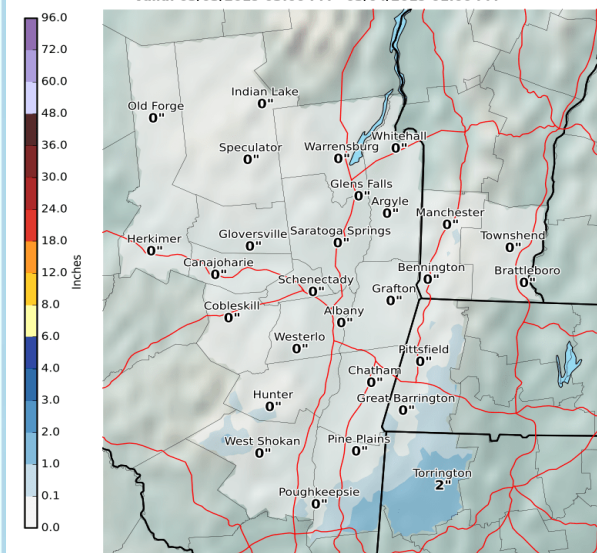 96.0
72.0
60.0
48.0
36.0
30.0
24.0
18.0
12.0
8.0
6.0
4.0
3.0
2.0
1.0
0.1
0.0
Inches
Old Forge
0"
Indian Lake
0"
Speculator
0"
Warrensburg
0"
Whitehall
0"
Glens Falls
0"
Argyle
0"
Manchester
0"
Herkimer
0"
Gloversville
0"
Saratoga Springs
0"
Townshend
0"
Canajoharie
0"
Schenectady
0"
Bennington
0"
Brattleboro
0"
Grafton
0"
Cobleskill
0"
Albany
0"
Westerlo
0"
Pittsfield
0"
Chatham
0"
Hunter
0"
Great Barrington
0"
West Shokan
0"
Pine Plains
0"
Torrington
2"
Poughkeepsie
0"